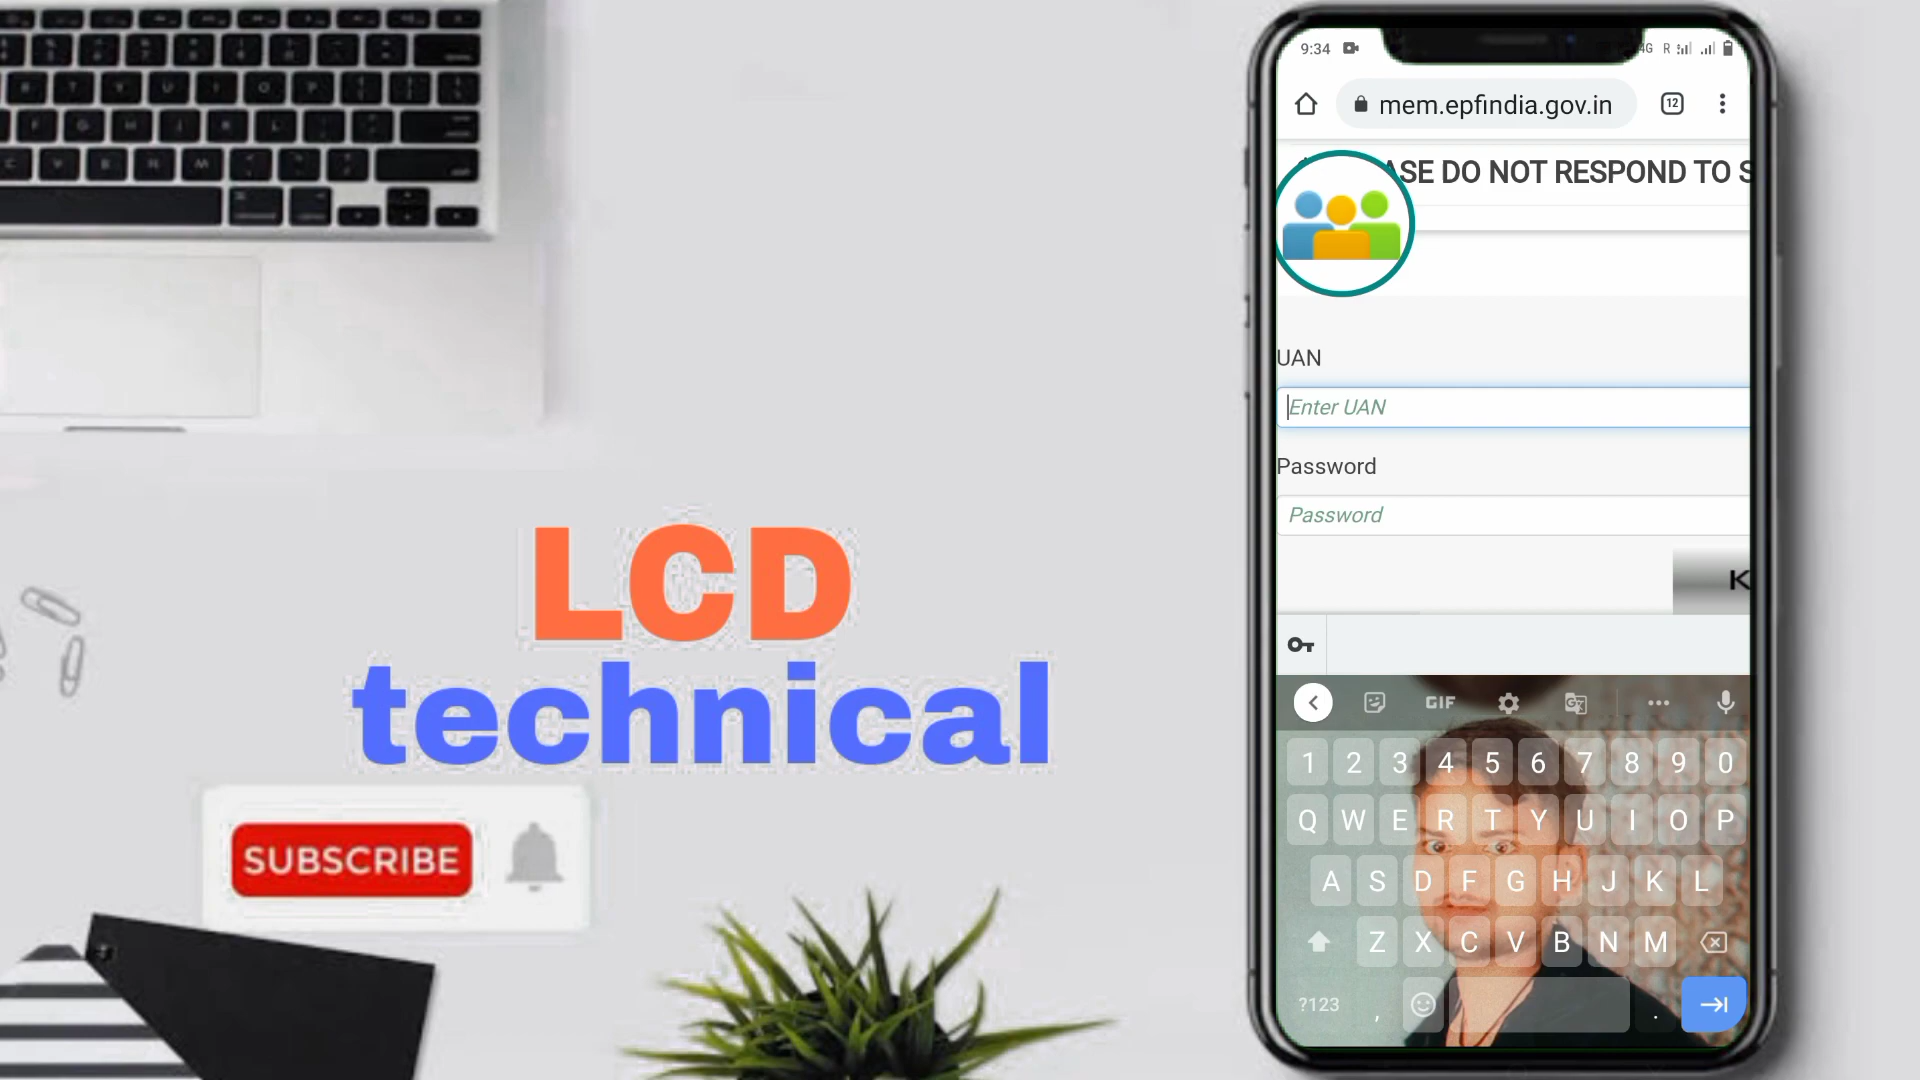 LCD
technical
SUBSCRIBE
9:34
4G R
mem.epfindia.gov.in
12
ASE DO NOT RESPOND TO S
UAN
Enter UAN
Password
Password
K
GIF
1 2 3 4 5 6 7 8 9 0
Q W E R T Y U I O P
A S D F G H J K L
Z X C V B N M
?123 , .